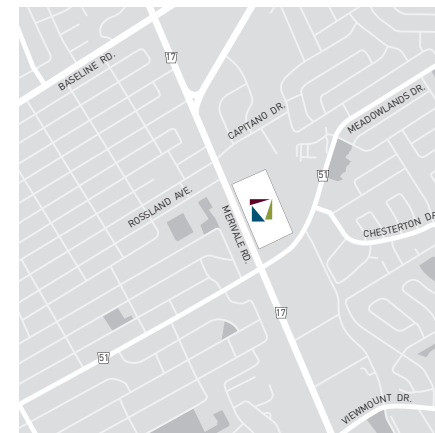 17
BASELINE RD.
CAPITANO DR.
MEADOWLANDS DR.
51
ROSSLAND AVE.
MERIVALE RD.
CHESTERTON DR
17
51
VIEWMOUNT DR.